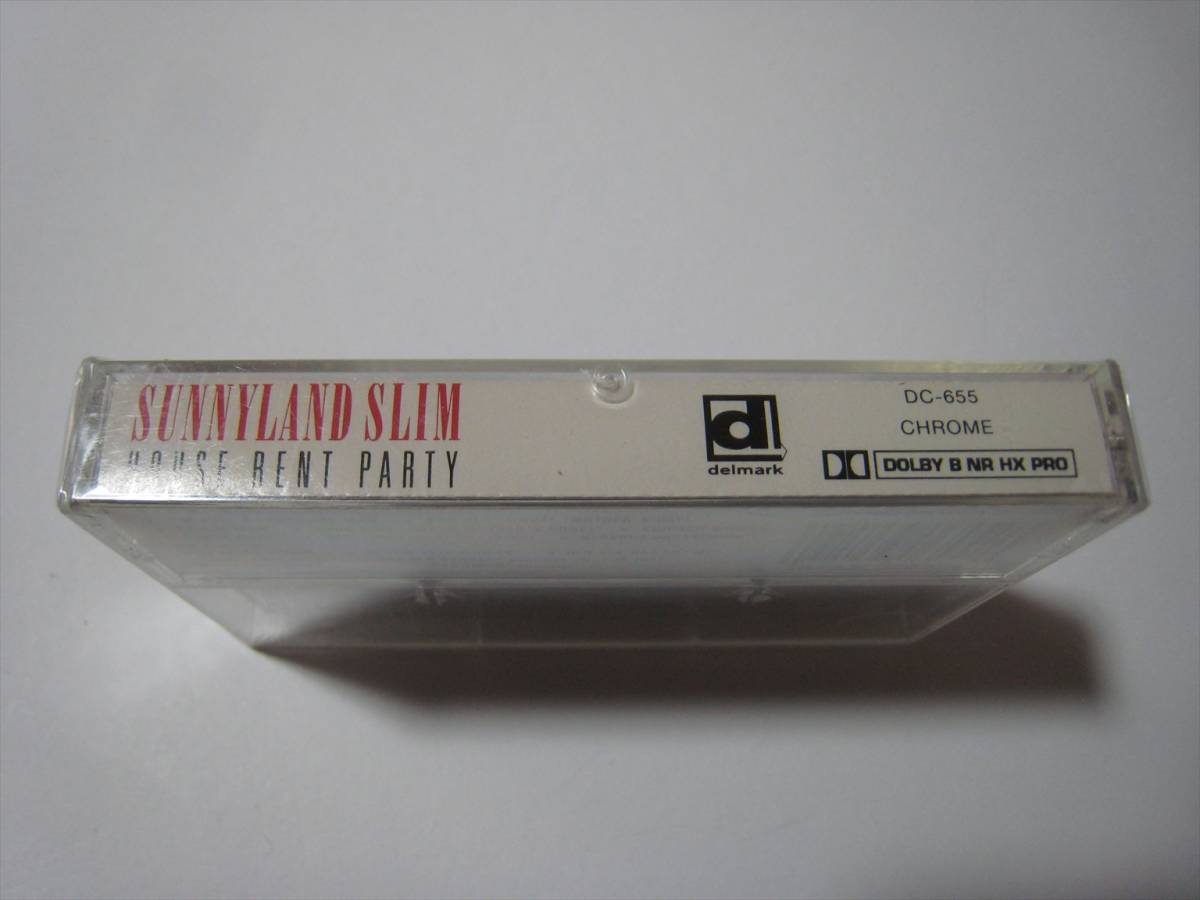 SUNNYLAND SLIM
HOUSE RENT PARTY
d
delmark
DC-655
CHROME
DOLBY B NR HX PRO